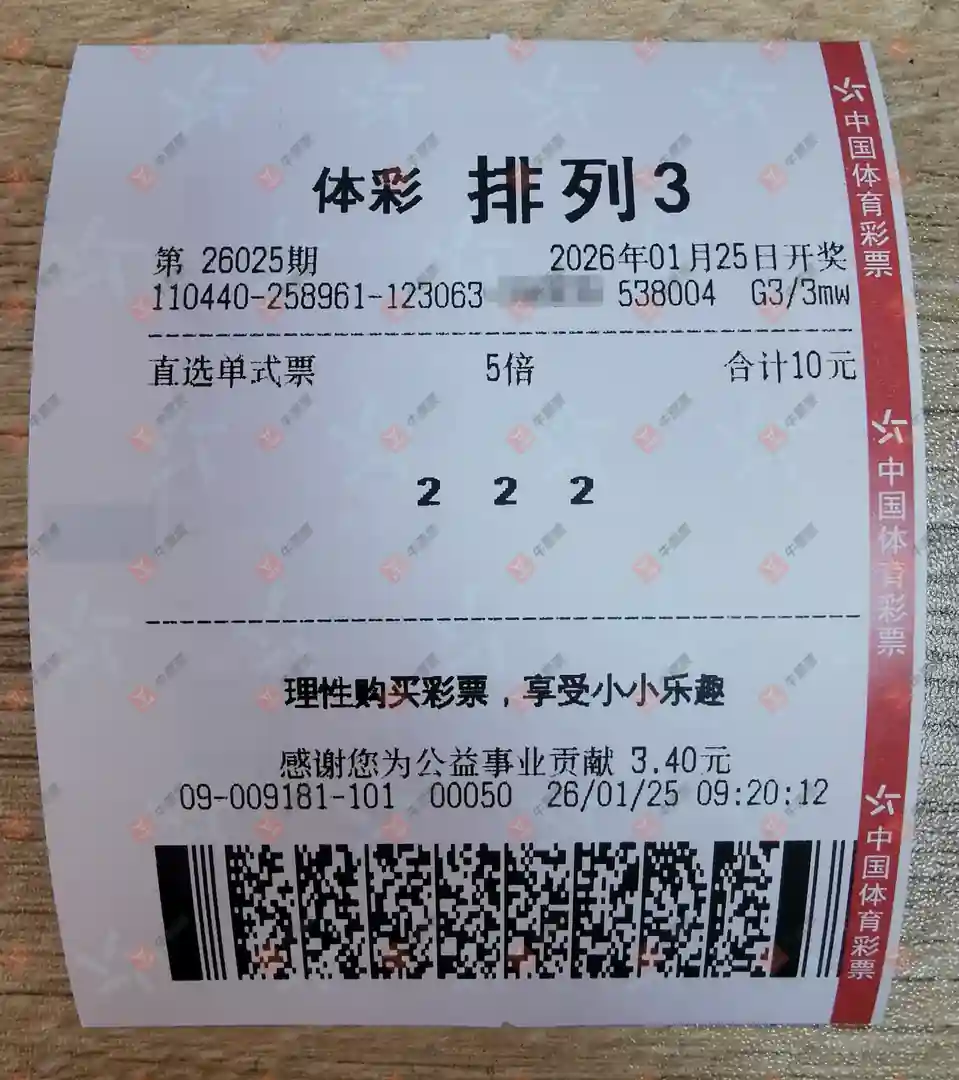 体彩 排列3
第 26025期 2026年01月25日开奖
110440-258961-123063 538004 G3/3mw
直选单式票 5倍 合计10元
2 2 2
理性购买彩票，享受小小乐趣
感谢您为公益事业贡献 3.40元
09-009181-101 00050 26/01/25 09:20:12
中国体育彩票
中国体育彩票
中国体育彩票